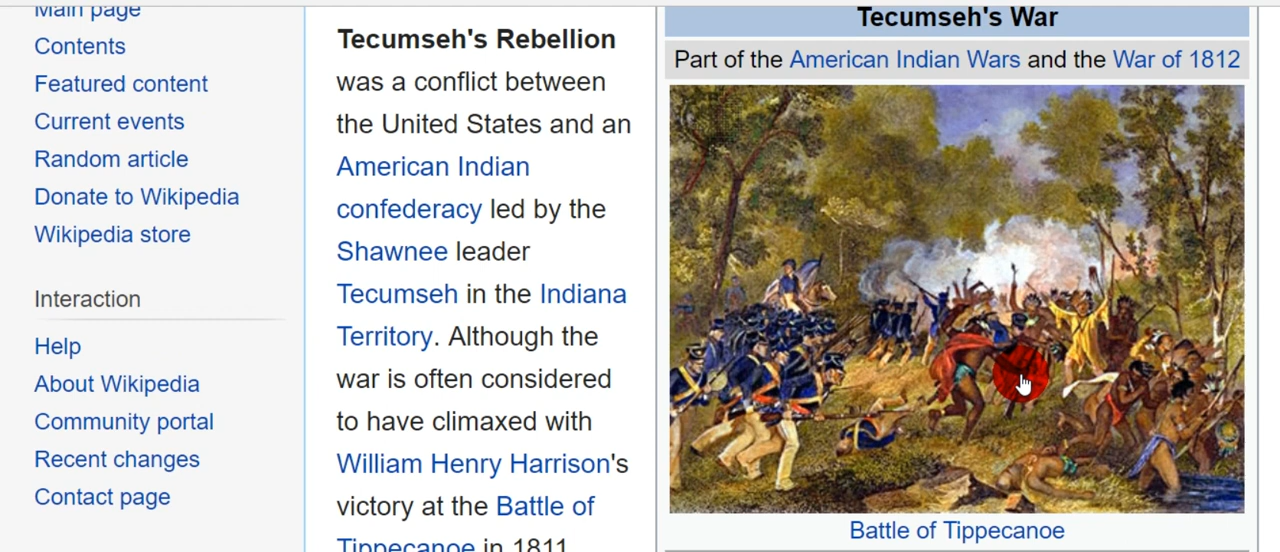 Main page
Contents
Featured content
Current events
Random article
Donate to Wikipedia
Wikipedia store
Interaction
Help
About Wikipedia
Community portal
Recent changes
Contact page
Tecumseh's Rebellion
was a conflict between
the United States and an
American Indian
confederacy led by the
Shawnee leader
Tecumseh in the Indiana
Territory. Although the
war is often considered
to have climaxed with
William Henry Harrison's
victory at the Battle of
Tippecanoe in 1811
Tecumseh's War
Part of the American Indian Wars and the War of 1812
Battle of Tippecanoe